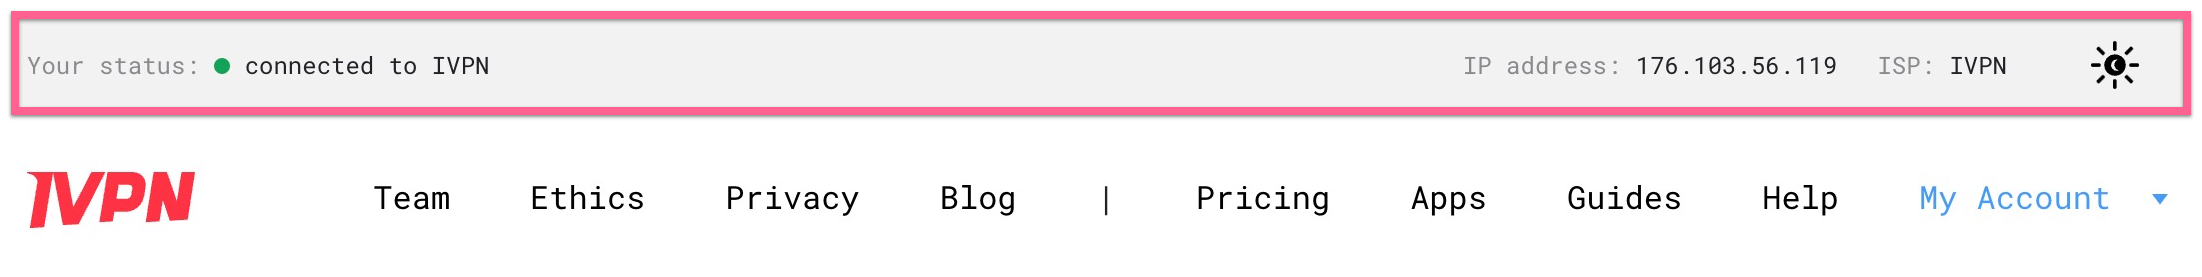 Your status: connected to IVPN IP address: 176.103.56.119 ISP: IVPN
IVPN Team Ethics Privacy Blog | Pricing Apps Guides Help My Account